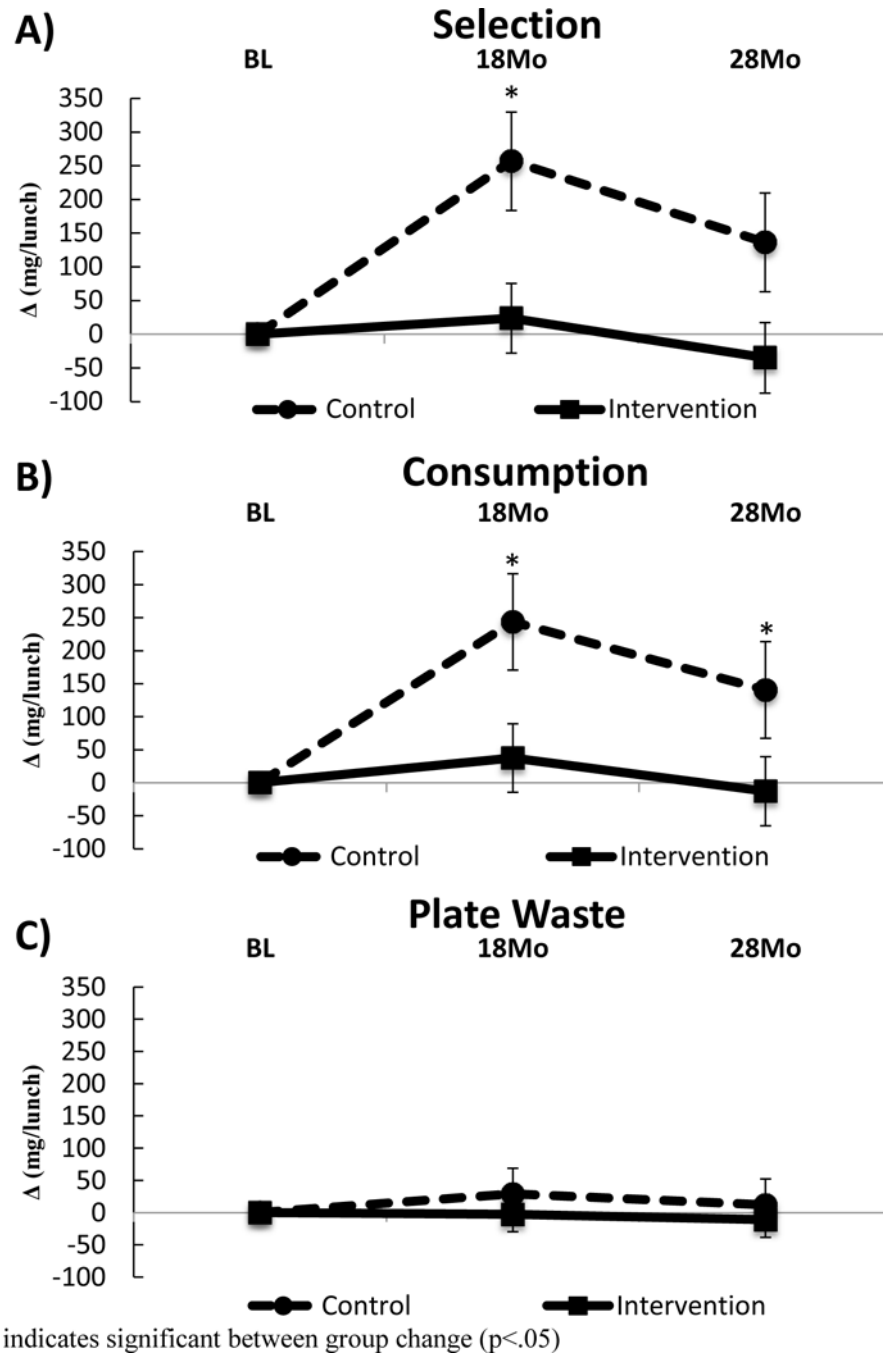 A)
Selection
BL 18Mo 28Mo
*
350
300
250
200
150
100
50
0
-50
-100
Δ (mg/lunch)
Control Intervention
B)
Consumption
BL 18Mo 28Mo
*
*
350
300
250
200
150
100
50
0
-50
-100
Δ (mg/lunch)
Control Intervention
C)
Plate Waste
BL 18Mo 28Mo
350
300
250
200
150
100
50
0
-50
-100
Δ (mg/lunch)
Control Intervention
indicates significant between group change (p<.05)